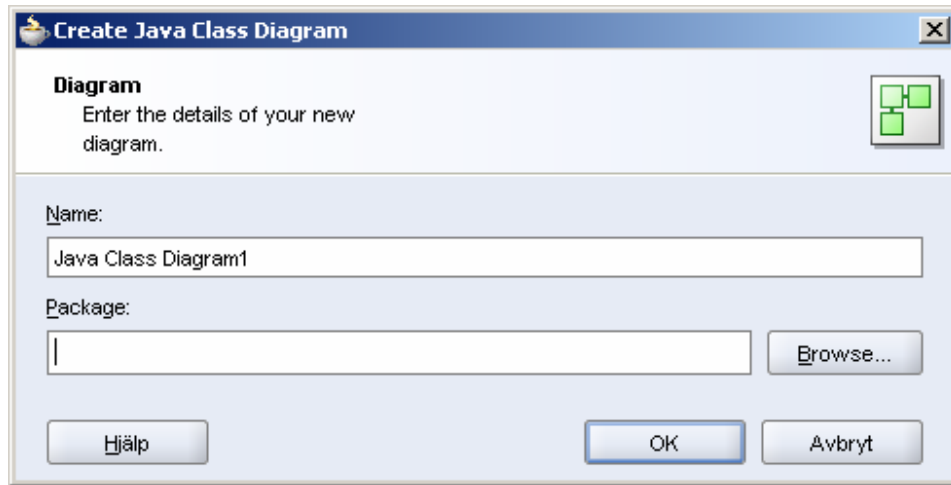 Create Java Class Diagram
Diagram
Enter the details of your new
diagram.
Name:
Java Class Diagram1
Package:
Browse...
Hjälp
OK
Avbryt